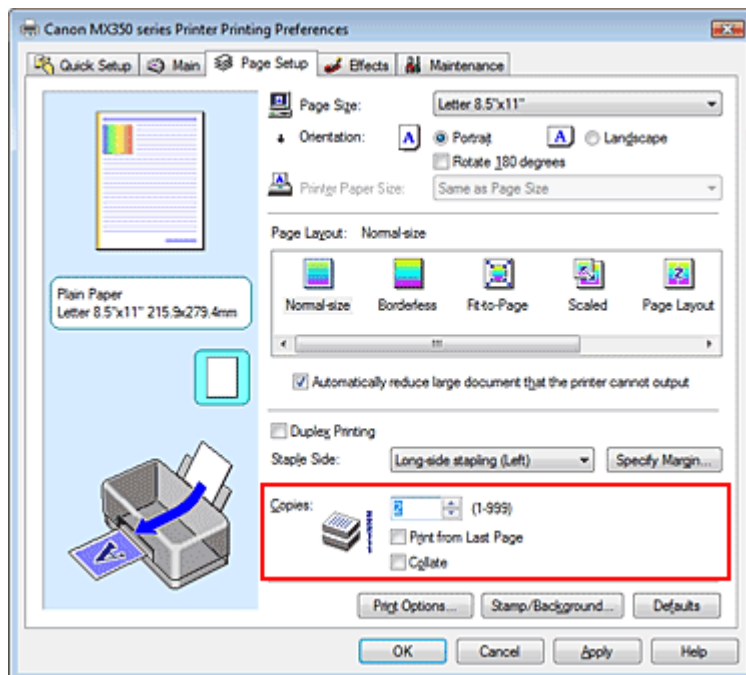 Canon MX350 series Printer Printing Preferences
Quick Setup Main Page Setup Effects Maintenance
Page Size: Letter 8.5"x11"
Orientation: A Portrait A Landscape
Rotate 180 degrees
Printer Paper Size: Same as Page Size
Page Layout: Normal-size
Normal-size Borderless Fit-to-Page Scaled Page Layout
Plain Paper
Letter 8.5"x11" 215.9x279.4mm
Automatically reduce large document that the printer cannot output
Duplex Printing
Staple Side: Long-side stapling (Left) Specify Margin...
Copies: 2 (1-999)
Print from Last Page
Collate
Print Options... Stamp/Background... Defaults
OK Cancel Apply Help